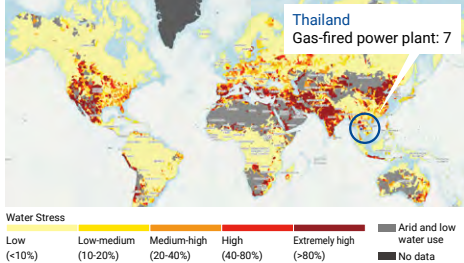 Thailand
Gas-fired power plant: 7
Water Stress
Low
(<10%)
Low-medium
(10-20%)
Medium-high
(20-40%)
High
(40-80%)
Extremely high
(>80%)
Arid and low
water use
No data